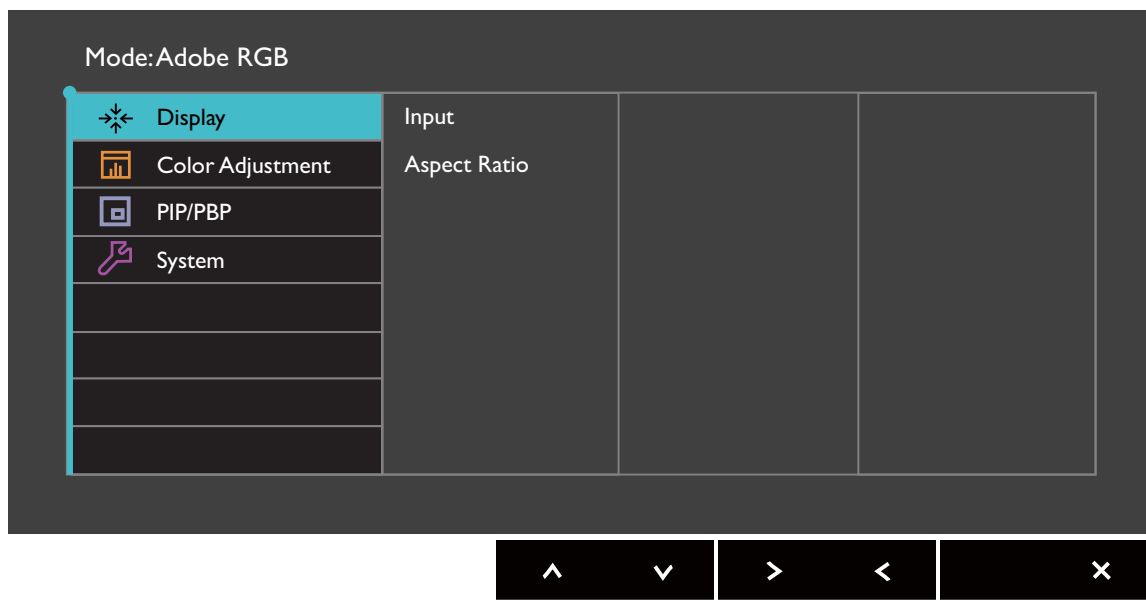 Mode: Adobe RGB
Display
Input
Color Adjustment
Aspect Ratio
PIP/PBP
System